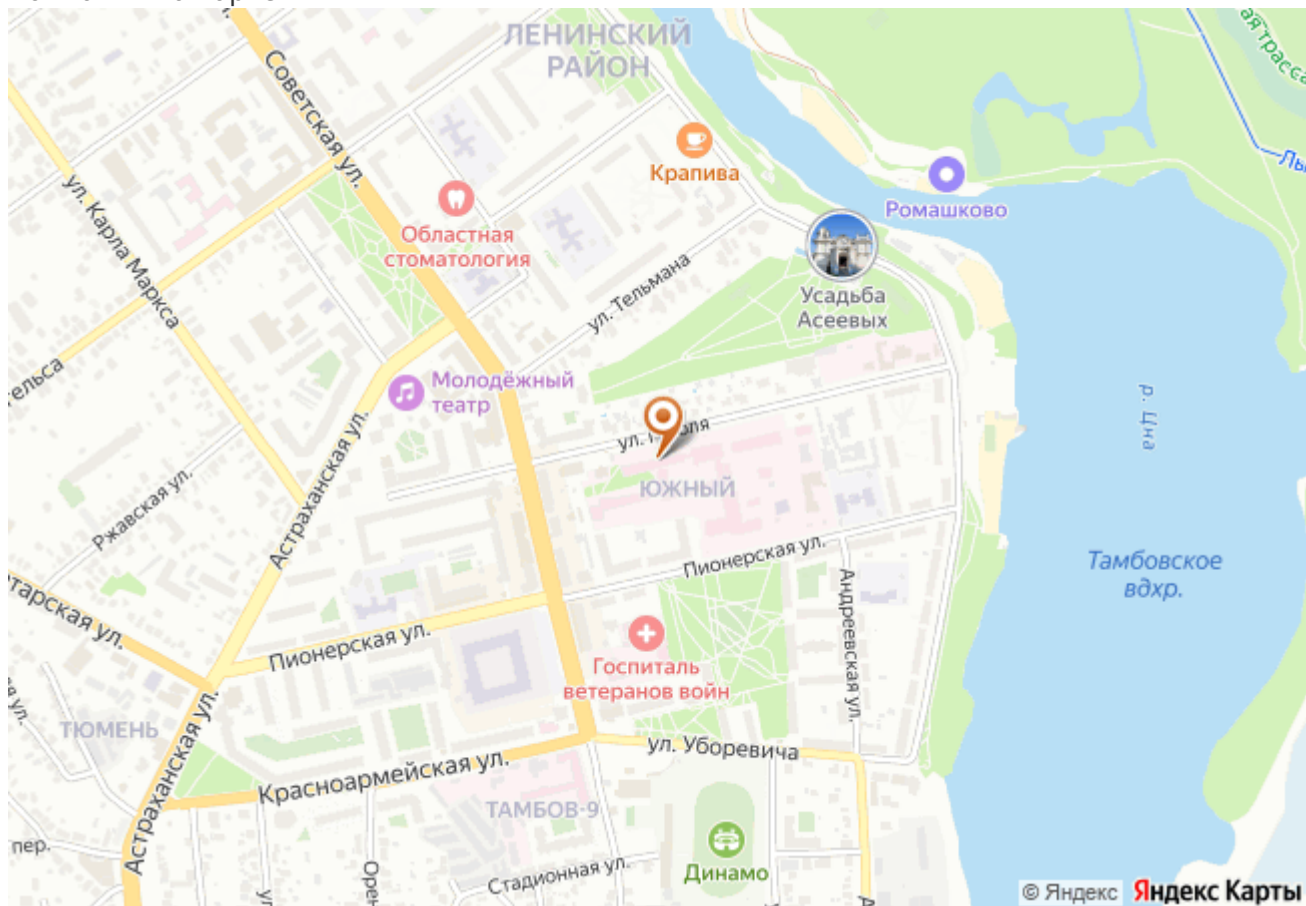 ЛЕНИНСКИЙ
РАЙОН
Советская ул.
Крапива
Ромашково
ул. Карла Маркса
Областная
стоматология
ул. Тельмана
Усадьба
Асеевых
Молодёжный
театр
р. Цна
Астраханская ул.
ЮЖНЫЙ
Ржавская ул.
Пионерская ул.
Тамбовское
вдхр.
Андреевская ул.
Пионерская ул.
Госпиталь
ветеранов войн
ТЮМЕНЬ
Астраханская ул.
ул. Уборевича
Красноармейская ул.
ТАМБОВ-9
пер.
Стадионная ул.
Динамо
© Яндекс Яндекс Карты